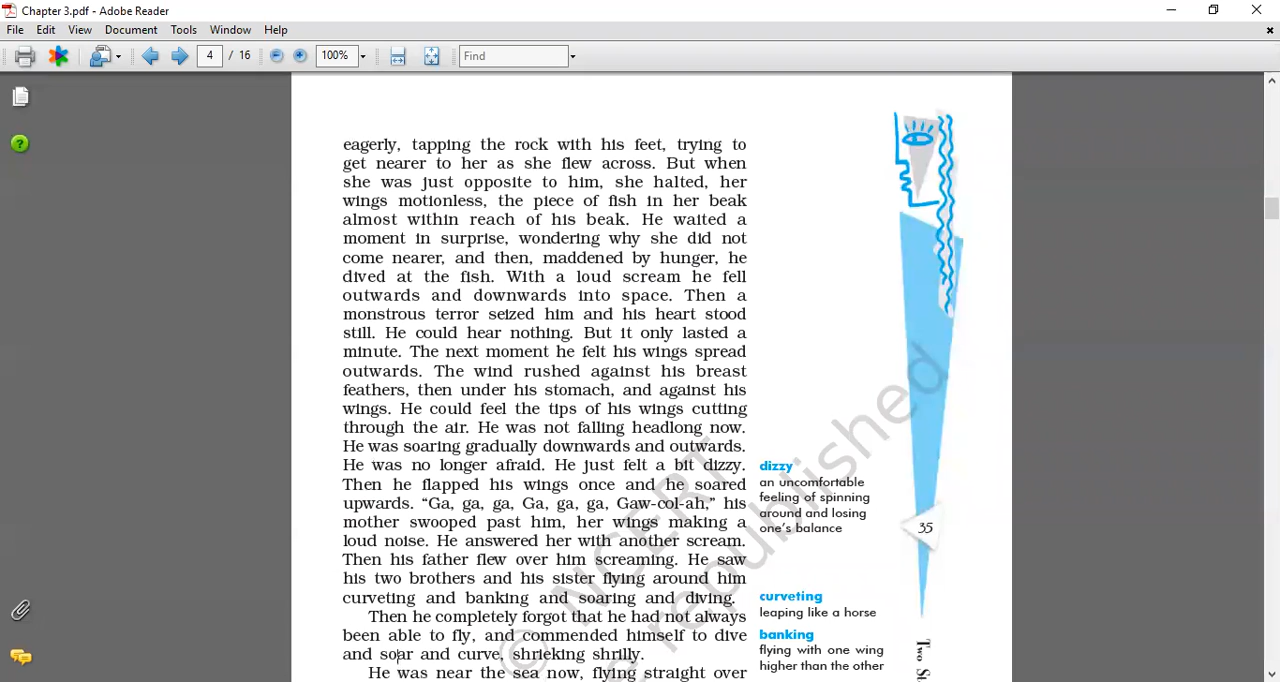 Chapter 3.pdf - Adobe Reader
File Edit View Document Tools Window Help
4 / 16 100% Find
eagerly, tapping the rock with his feet, trying to
get nearer to her as she flew across. But when
she was just opposite to him, she halted, her
wings motionless, the piece of fish in her beak
almost within reach of his beak. He waited a
moment in surprise, wondering why she did not
come nearer, and then, maddened by hunger, he
dived at the fish. With a loud scream he fell
outwards and downwards into space. Then a
monstrous terror seized him and his heart stood
still. He could hear nothing. But it only lasted a
minute. The next moment he felt his wings spread
outwards. The wind rushed against his breast
feathers, then under his stomach, and against his
wings. He could feel the tips of his wings cutting
through the air. He was not falling headlong now.
He was soaring gradually downwards and outwards.
He was no longer afraid. He just felt a bit dizzy.
Then he flapped his wings once and he soared
upwards. “Ga, ga, ga, Ga, ga, ga, Gaw-col-ah,” his
mother swooped past him, her wings making a
loud noise. He answered her with another scream.
Then his father flew over him screaming. He saw
his two brothers and his sister flying around him
curveting and banking and soaring and diving.
Then he completely forgot that he had not always
been able to fly, and commended himself to dive
and soar and curve, shrieking shrilly.
He was near the sea now, flying straight over
dizzy
an uncomfortable
feeling of spinning
around and losing
one’s balance
curveting
leaping like a horse
banking
flying with one wing
higher than the other
35
Two
© NCERT
be republished